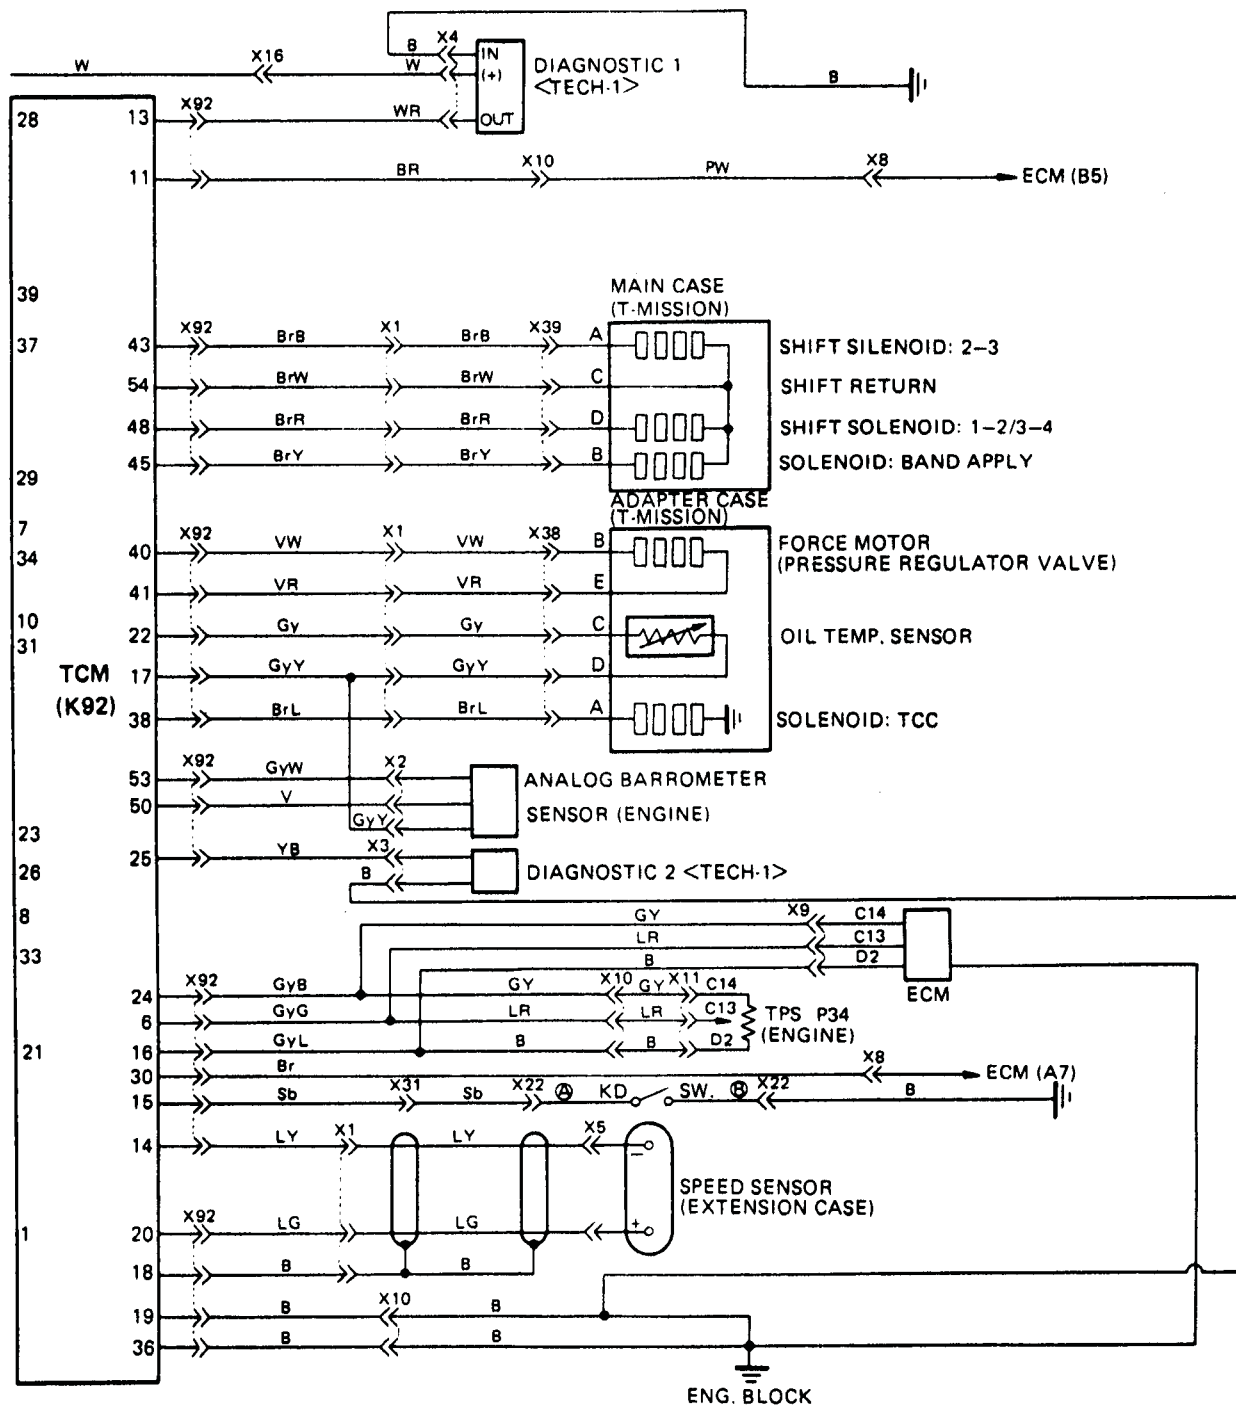 B X4
W X16 W IN
(+) DIAGNOSTIC 1
<TECH-1> B
28 13 X92 WR OUT
11 BR X10 PW X8 ECM (B5)
39 MAIN CASE
(T-MISSION)
37 43 X92 BrB X1 BrB X39 A SHIFT SILENOID: 2-3
54 BrW BrW C SHIFT RETURN
48 BrR BrR D SHIFT SOLENOID: 1-2/3-4
45 BrY BrY B SOLENOID: BAND APPLY
29 ADAPTER CASE
(T-MISSION)
7
34 40 X92 VW X1 VW X38 B FORCE MOTOR
(PRESSURE REGULATOR VALVE)
41 VR VR E
10
31 22 Gy Gy C OIL TEMP. SENSOR
TCM 17 GyY GyY D
(K92) 38 BrL BrL A SOLENOID: TCC
53 X92 GyW X2 ANALOG BARROMETER
50 V SENSOR (ENGINE)
23 GyY
25 YB X3
26 B DIAGNOSTIC 2 <TECH-1>
8 GY X9 C14
LR C13
33 B D2
ECM
24 X92 GyB GY X10 GY X11 C14
6 GyG LR LR C13 TPS P34
(ENGINE)
21 16 GyL B B D2
30 Br X8 ECM (A7)
15 Sb X31 Sb X22 A KD SW. B X22 B
14 LY X1 LY X5 −
SPEED SENSOR
(EXTENSION CASE)
1 20 X92 LG LG +
18 B B
19 B X10 B
36 B B
ENG. BLOCK